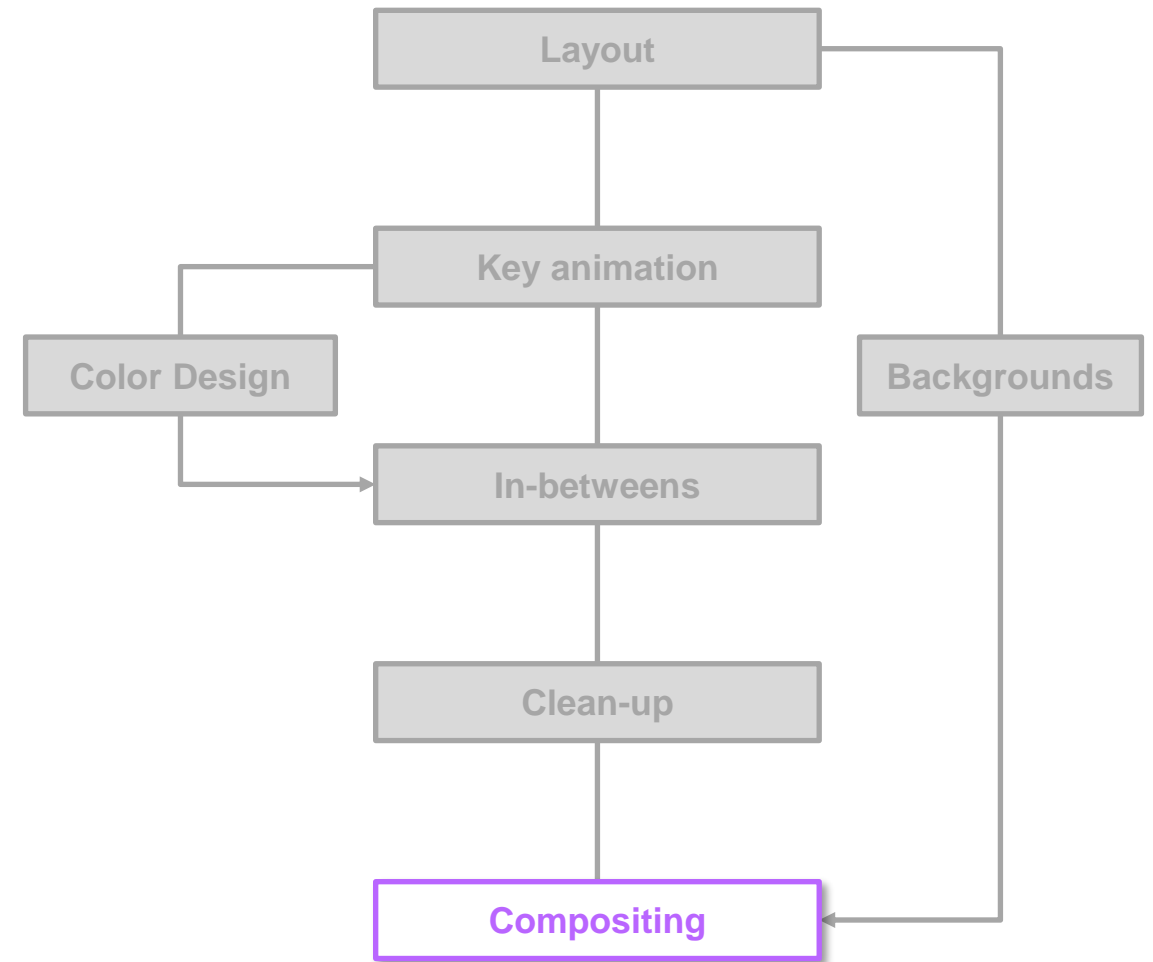 Layout
Key animation
Color Design
Backgrounds
In-betweens
Clean-up
Compositing